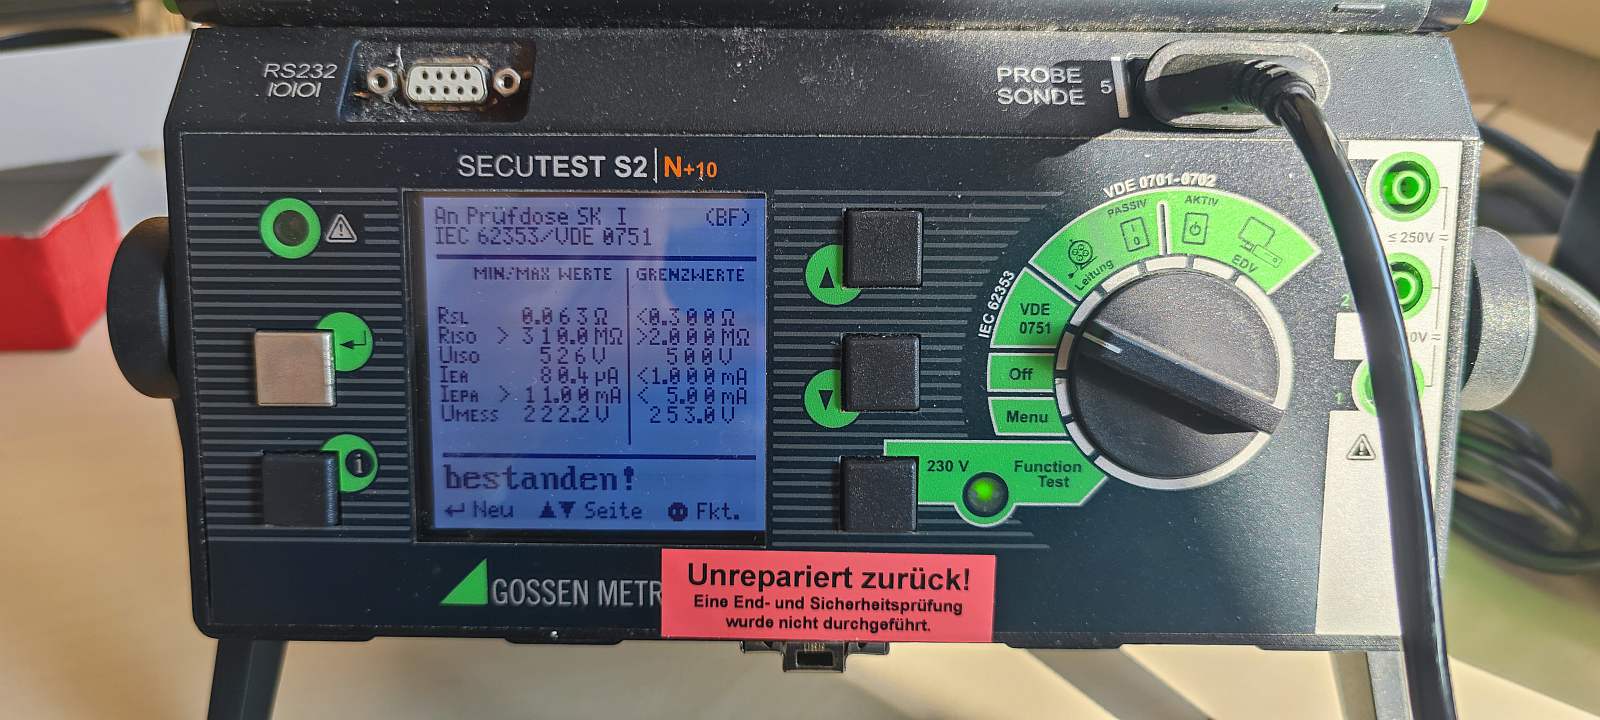 RS232
IOIOI
PROBE
SONDE
5
SECUTEST S2 | N+10
An Prüfdose SK I (BF)
IEC 62353/VDE 0751
MIN./MAX WERTE GRENZWERTE
RSL 0.063Ω <0.300Ω
RISO > 310.0MΩ >2.000MΩ
UISO 526V 500V
IEA 80.4µA <1.000mA
IEPA > 11.00mA < 5.00mA
UMESS 222.2V 253.0V
bestanden!
↵ Neu ▲▼ Seite Fkt.
i
VDE 0701-0702
PASSIV
AKTIV
Leitung
EDV
IEC 62353
VDE
0751
Off
Menu
230 V
Function
Test
≤ 250V
2
0V
1
GOSSEN METR
Unrepariert zurück!
Eine End- und Sicherheitsprüfung
wurde nicht durchgeführt.